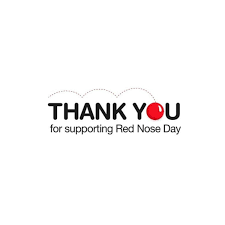 THANK YOU
for supporting Red Nose Day